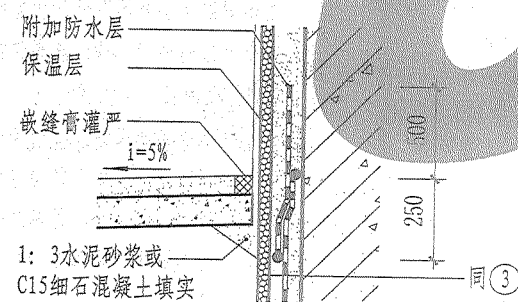 附加防水层
保温层
嵌缝膏灌严
i=5%
250
1: 3水泥砂浆或
C15细石混凝土填实
同 3